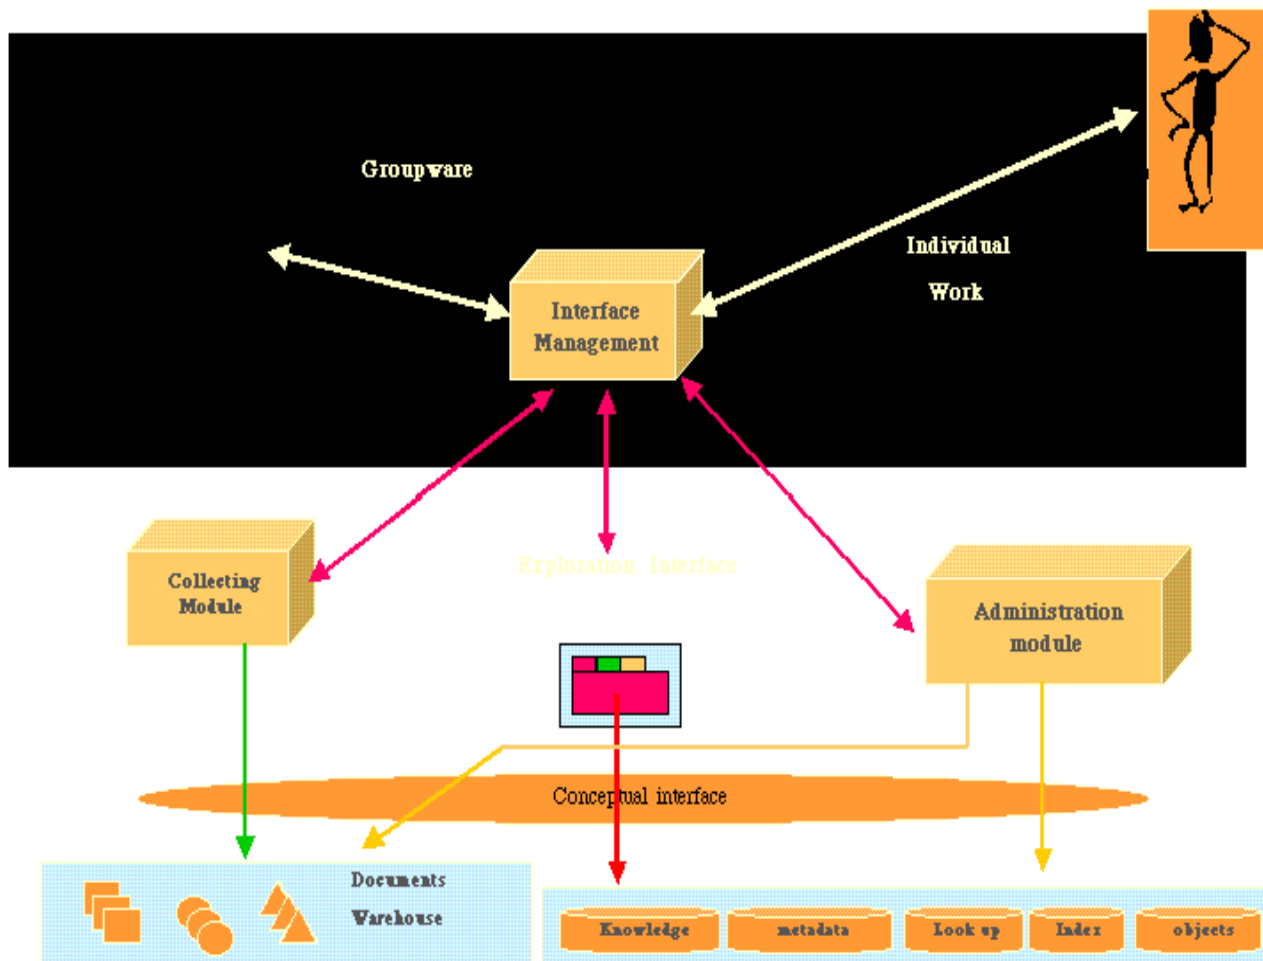 Groupware
Individual
Work
Interface
Management
Exploration Interface
Collecting
Module
Administration
module
Conceptual interface
Documents
Warehouse
Knowledge
metadata
Look up
Index
objects